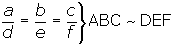 a/d = b/e = c/f } ABC ~ DEF